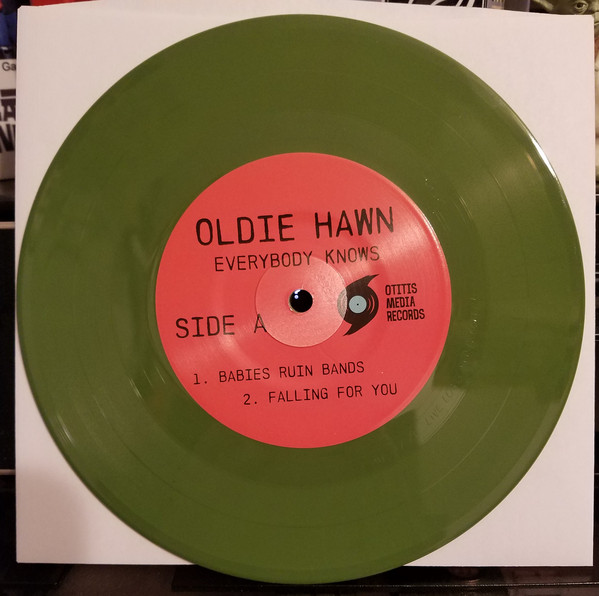 OLDIE HAWN
EVERYBODY KNOWS
SIDE A
OTITIS
MEDIA
RECORDS
1. BABIES RUIN BANDS
2. FALLING FOR YOU